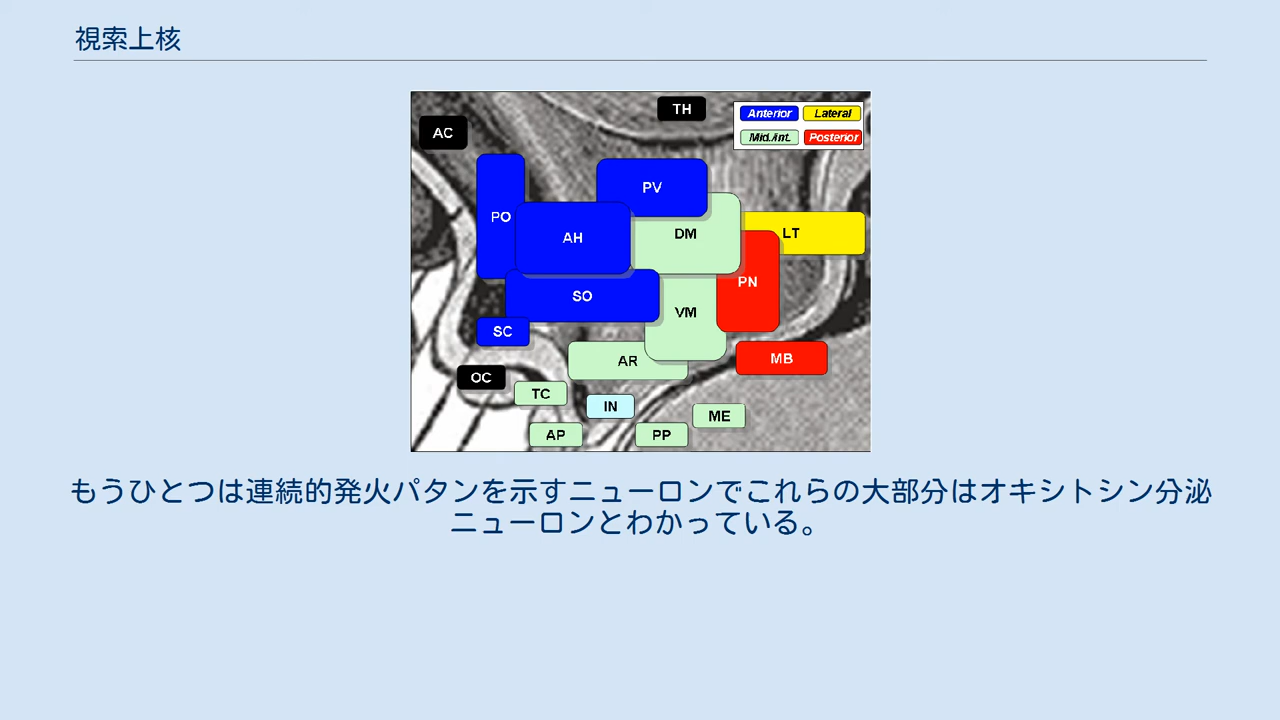 視索上核
TH
AC
Anterior
Lateral
Mid.Ant.
Posterior
PV
PO
AH
DM
LT
PN
SO
VM
SC
AR
MB
OC
TC
IN
ME
AP
PP
もうひとつは連続的発火パタンを示すニューロンでこれらの大部分はオキシトシン分泌
ニューロンとわかっている。